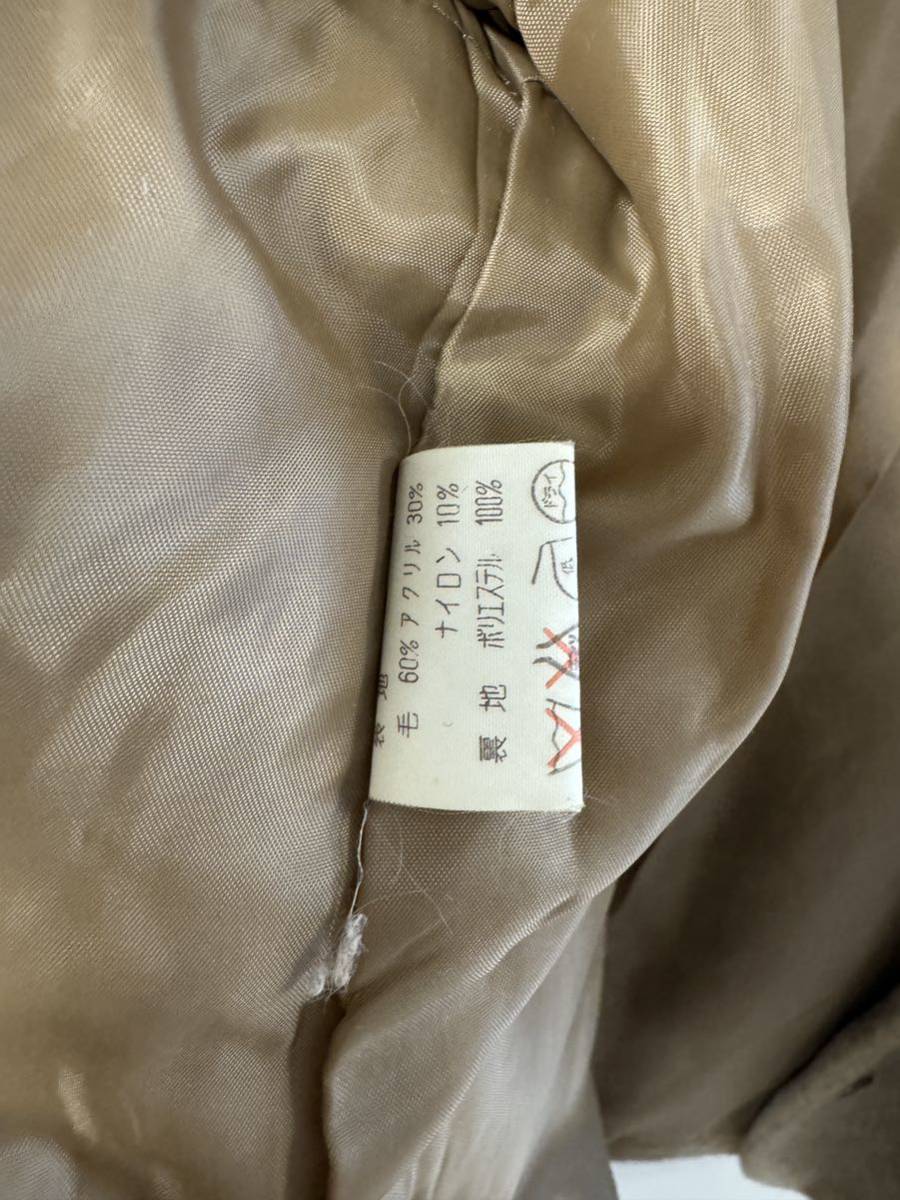 表地
毛 60% アクリル 30%
ナイロン 10%
裏地 ポリエステル 100%
ドライ
低